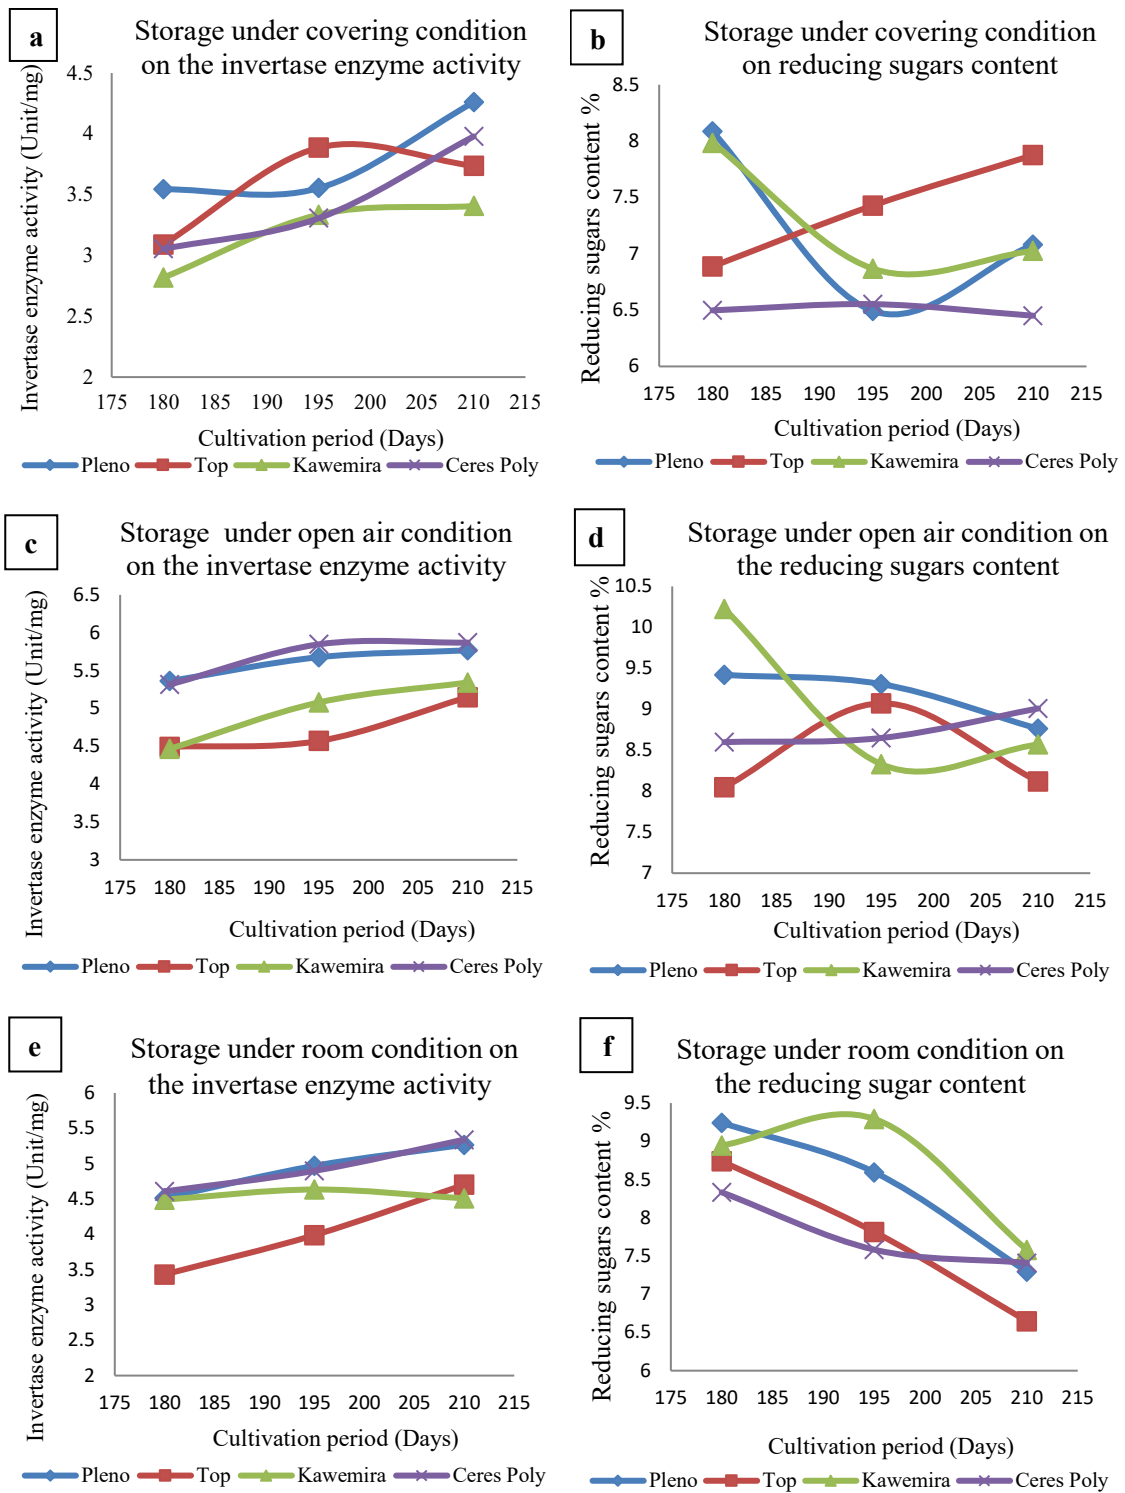 a
Storage under covering condition
on the invertase enzyme activity
Invertase enzyme activity (Unit/mg)
4.5
4
3.5
3
2.5
2
175 180 185 190 195 200 205 210 215
Cultivation period (Days)
Pleno Top Kawemira Ceres Poly
b
Storage under covering condition
on reducing sugars content
Reducing sugars content %
8.5
8
7.5
7
6.5
6
175 180 185 190 195 200 205 210 215
Cultivation period (Days)
Pleno Top Kawemira Ceres Poly
c
Storage under open air condition
on the invertase enzyme activity
Invertase enzyme activity (Unit/mg)
6.5
6
5.5
5
4.5
4
3.5
3
175 180 185 190 195 200 205 210 215
Cultivation period (Days)
Pleno Top Kawemira Ceres Poly
d
Storage under open air condition on
the reducing sugars content
Reducing sugars content %
10.5
10
9.5
9
8.5
8
7.5
7
175 180 185 190 195 200 205 210 215
Cultivation period (Days)
Pleno Top Kawemira Ceres Poly
e
Storage under room condition on
the invertase enzyme activity
Invertase enzyme activity (Unit/mg)
6
5.5
5
4.5
4
3.5
3
2.5
2
175 180 185 190 195 200 205 210 215
Cultivation period (Days)
Pleno Top Kawemira Ceres Poly
f
Storage under room condition on
the reducing sugar content
Reducing sugars content %
9.5
9
8.5
8
7.5
7
6.5
6
175 180 185 190 195 200 205 210 215
Cultivation period (Days)
Pleno Top Kawemira Ceres Poly